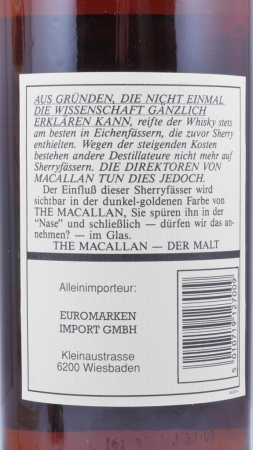 AUS GRÜNDEN, DIE NICHT EINMAL
DIE WISSENSCHAFT GÄNZLICH
ERKLÄREN KANN, reifte der Whisky stets
am besten in Eichenfässern, die zuvor Sherry
enthielten. Wegen der steigenden Kosten
bestehen andere Destillateure nicht mehr auf
Sherryfässern. DIE DIREKTOREN VON
MACALLAN TUN DIES JEDOCH.
Der Einfluß dieser Sherryfässer wird
sichtbar in der dunkel-goldenen Farbe von
THE MACALLAN, Sie spüren ihn in der
"Nase" und schließlich — dürfen wir das an-
nehmen? — im Glas.
THE MACALLAN — DER MALT
Alleinimporteur:
EUROMARKEN
IMPORT GMBH
Kleinaustrasse
6200 Wiesbaden
5 010719 127009